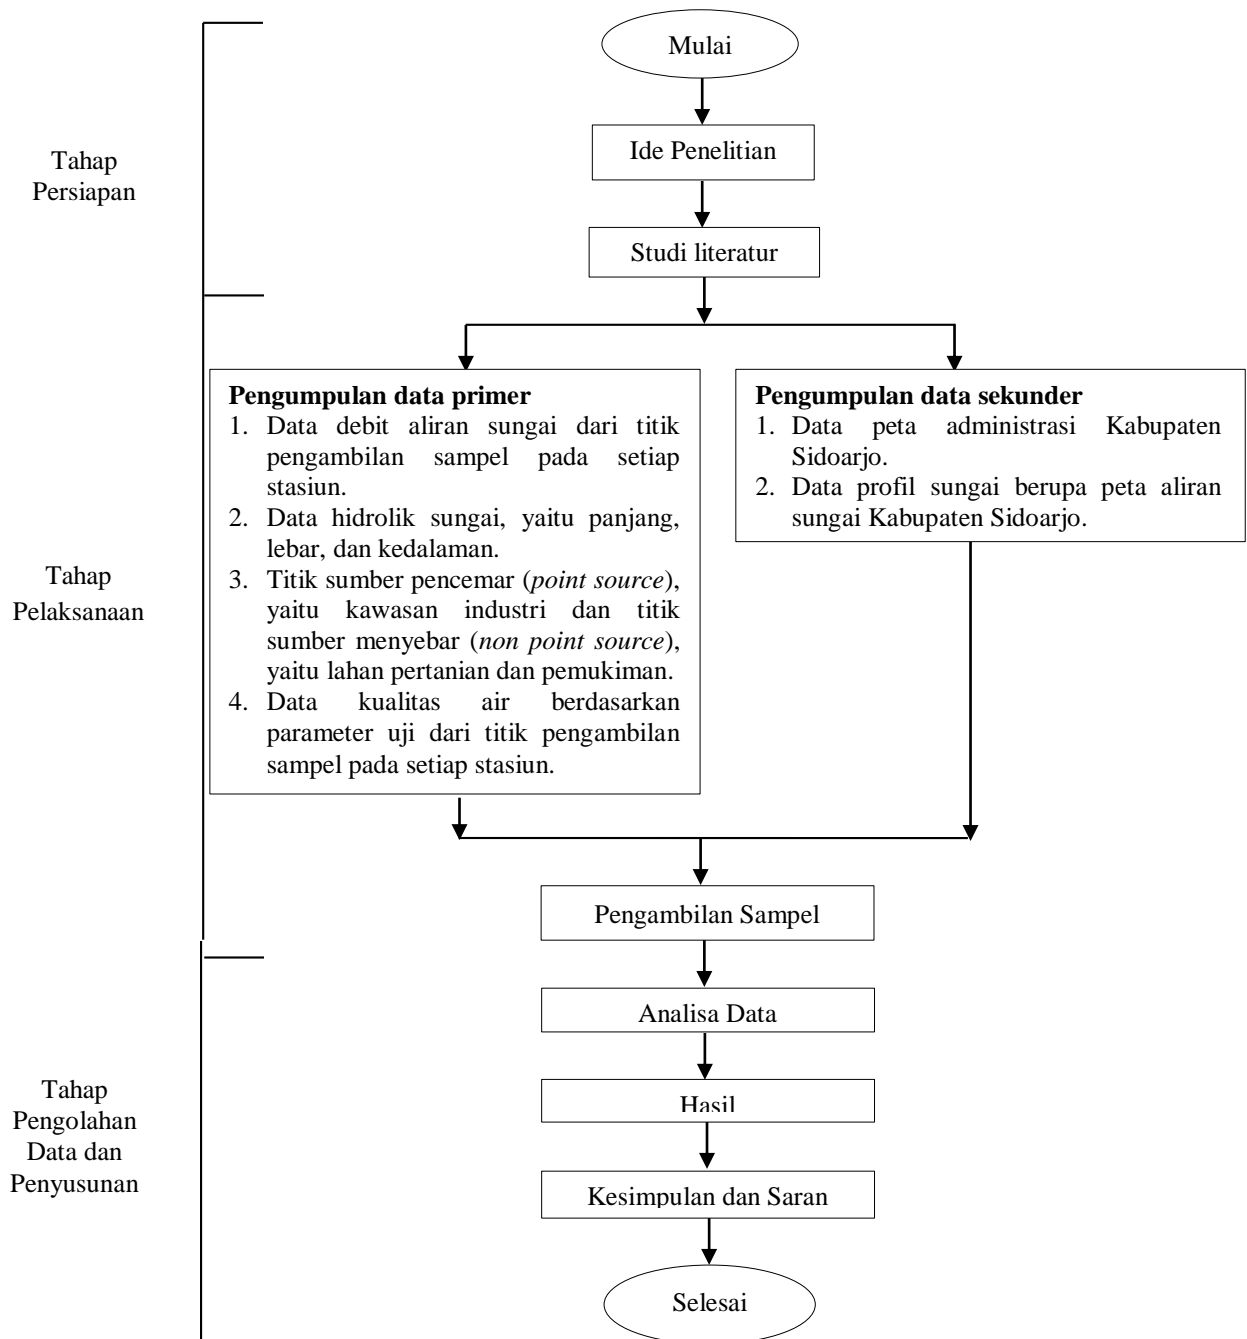 Mulai
Ide Penelitian
Tahap
Persiapan
Studi literatur
Pengumpulan data primer
1. Data debit aliran sungai dari titik
pengambilan sampel pada setiap
stasiun.
2. Data hidrolik sungai, yaitu panjang,
lebar, dan kedalaman.
3. Titik sumber pencemar (point source),
yaitu kawasan industri dan titik
sumber menyebar (non point source),
yaitu lahan pertanian dan pemukiman.
4. Data kualitas air berdasarkan
parameter uji dari titik pengambilan
sampel pada setiap stasiun.
Pengumpulan data sekunder
1. Data peta administrasi Kabupaten
Sidoarjo.
2. Data profil sungai berupa peta aliran
sungai Kabupaten Sidoarjo.
Tahap
Pelaksanaan
Pengambilan Sampel
Analisa Data
Hasil
Tahap
Pengolahan
Data dan
Penyusunan
Kesimpulan dan Saran
Selesai